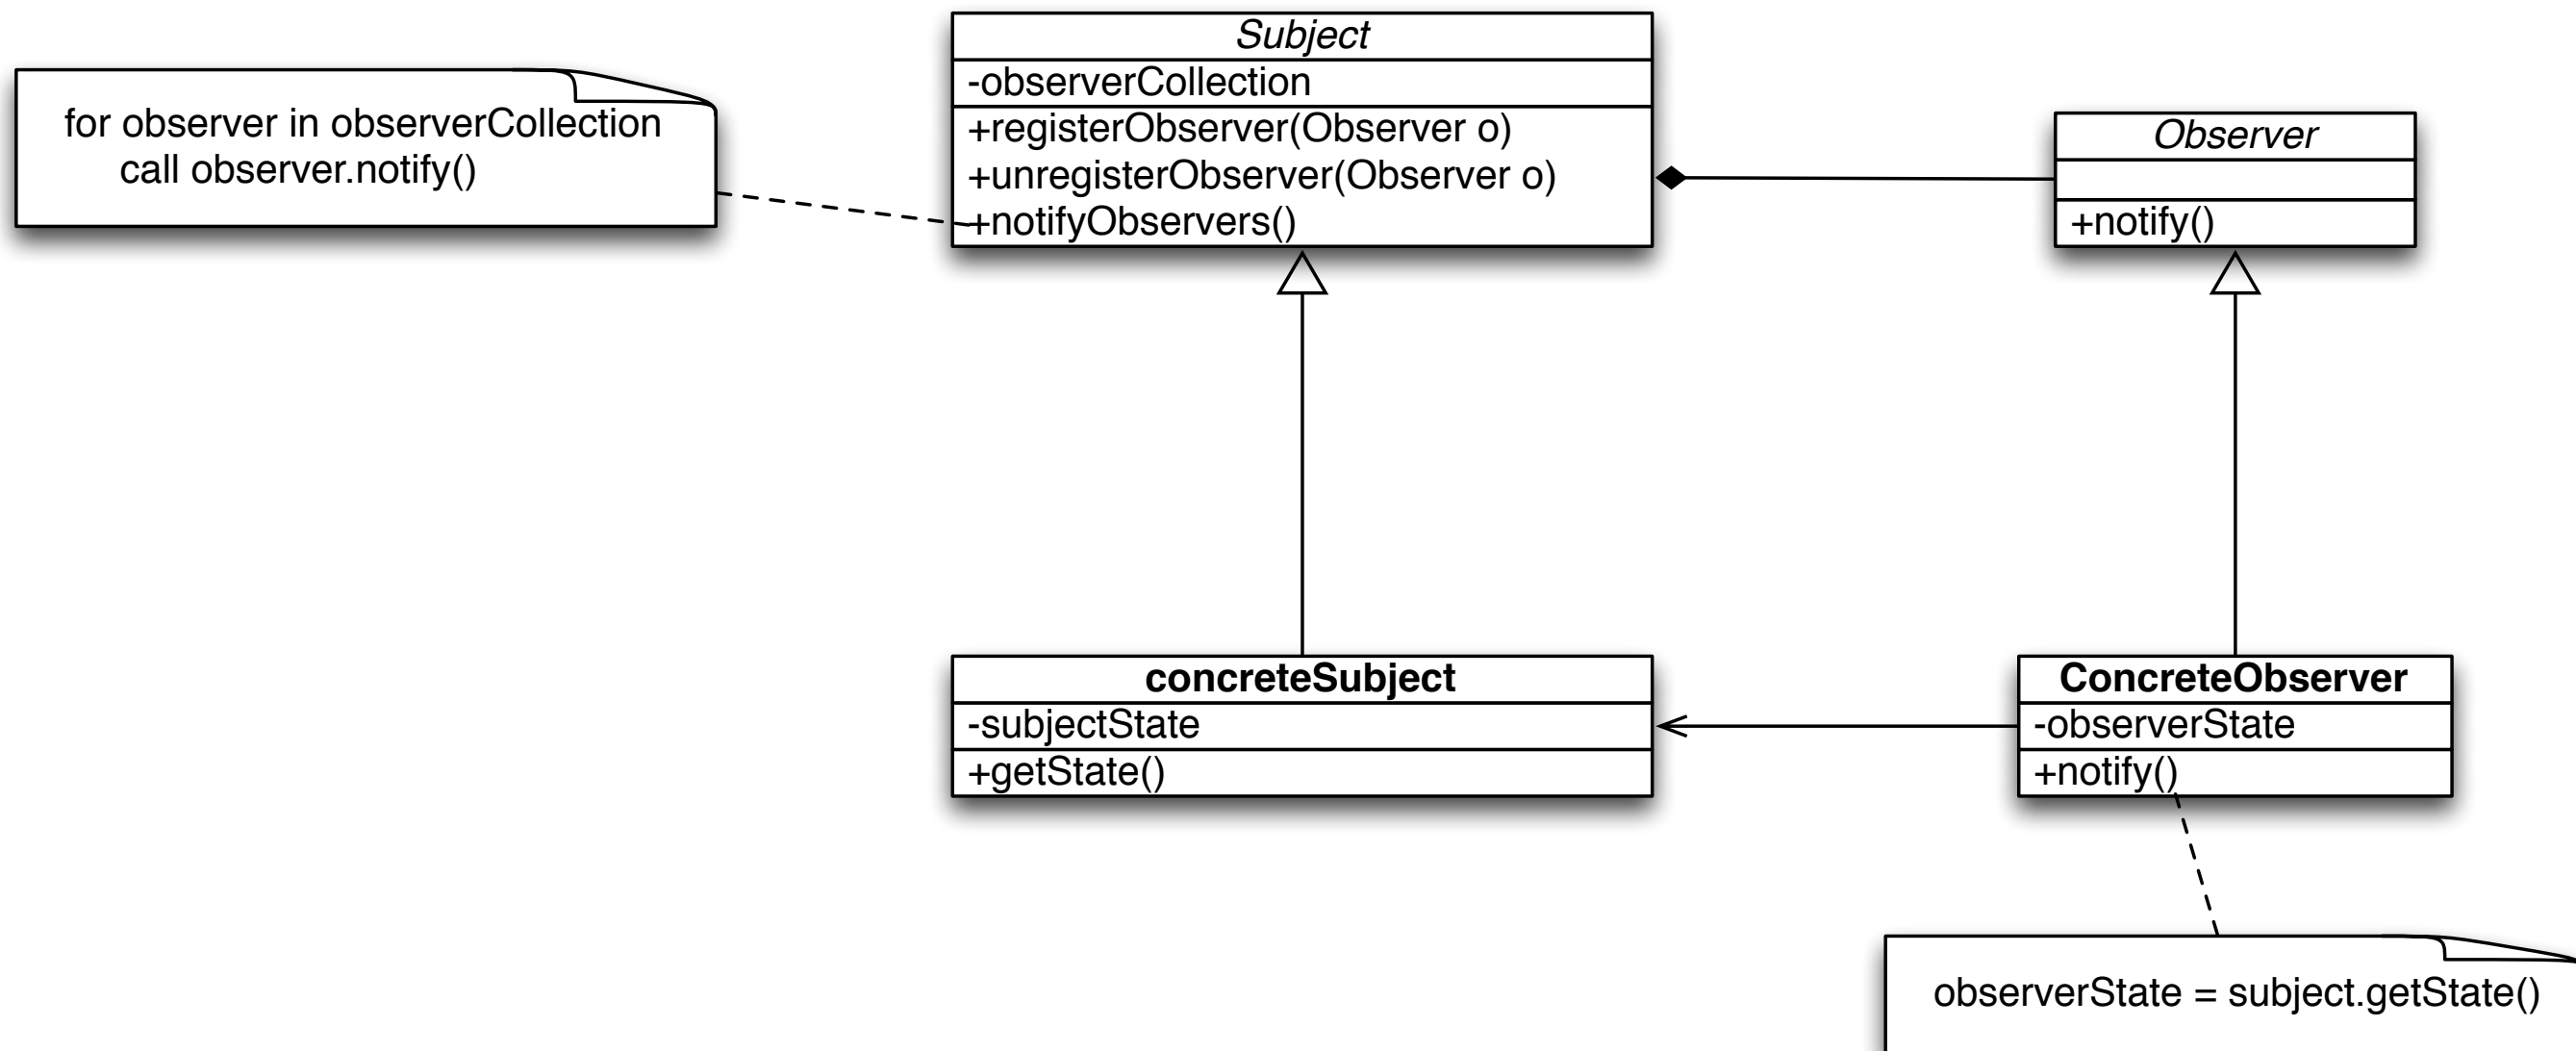 for observer in observerCollection
call observer.notify()
Subject
-observerCollection
+registerObserver(Observer o)
+unregisterObserver(Observer o)
+notifyObservers()
Observer
+notify()
concreteSubject
-subjectState
+getState()
ConcreteObserver
-observerState
+notify()
observerState = subject.getState()